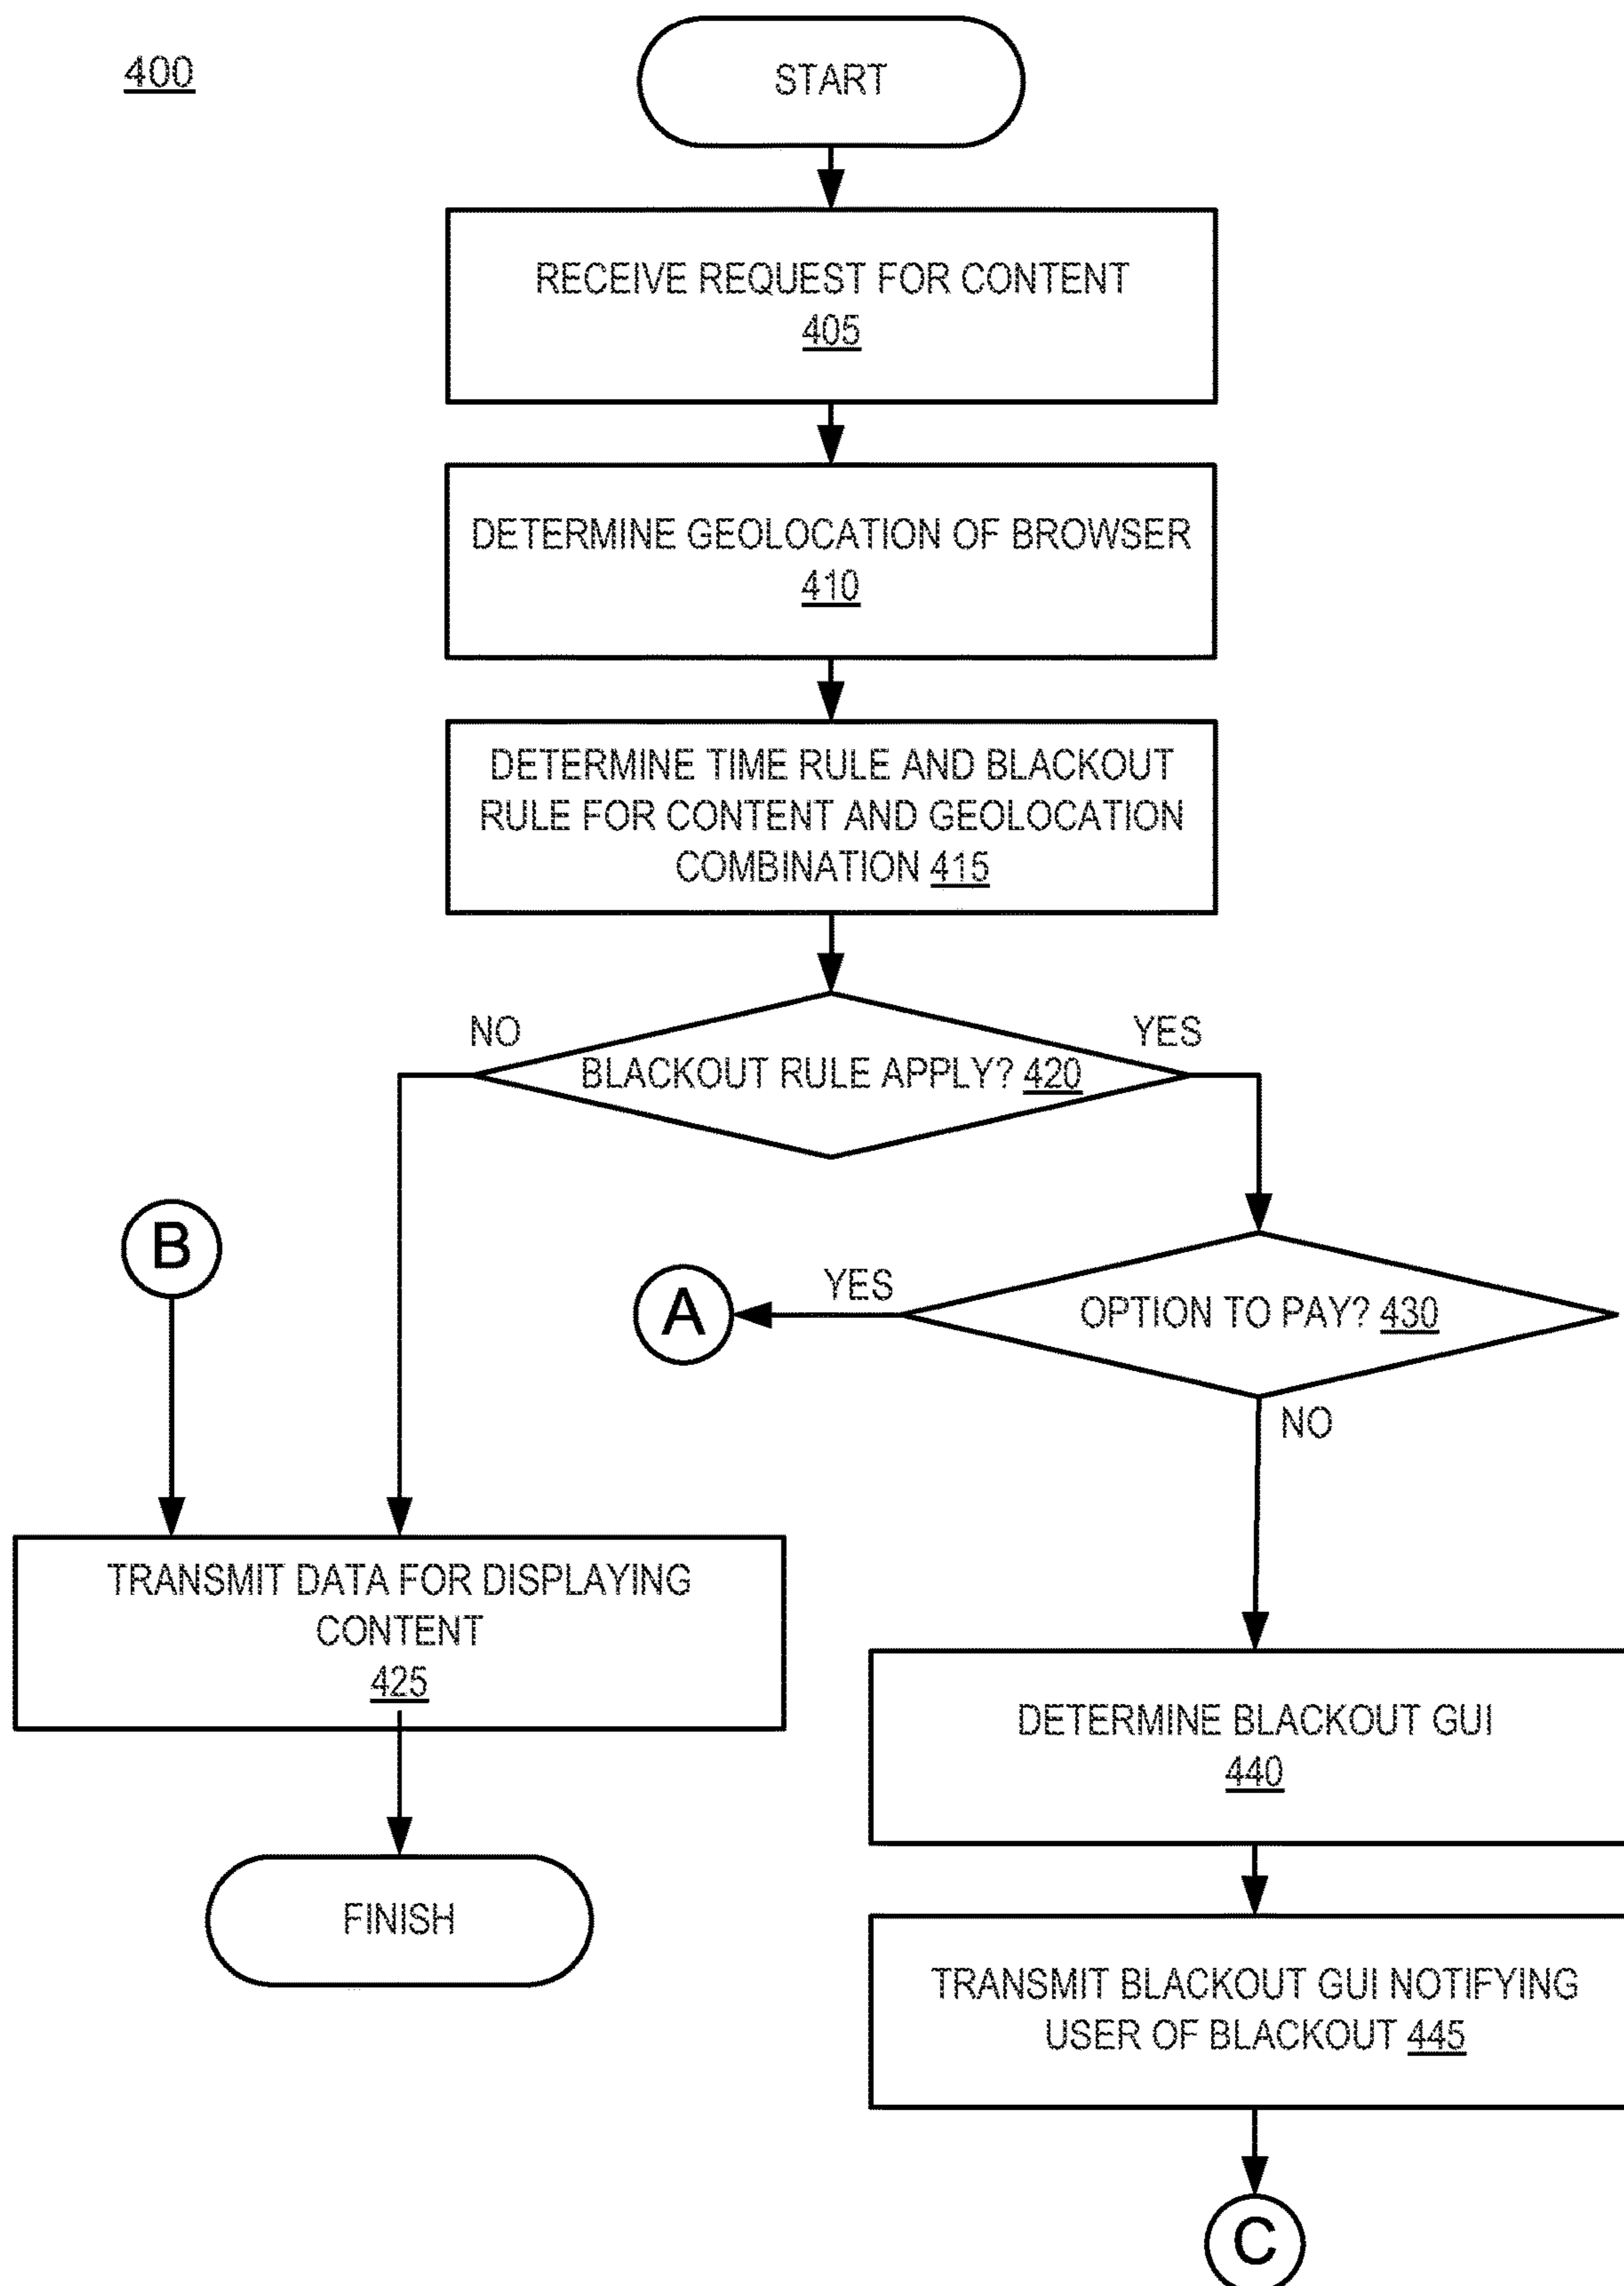 400
START
RECEIVE REQUEST FOR CONTENT
405
DETERMINE GEOLOCATION OF BROWSER
410
DETERMINE TIME RULE AND BLACKOUT
RULE FOR CONTENT AND GEOLOCATION
COMBINATION 415
NO
YES
BLACKOUT RULE APPLY? 420
B
A
YES
OPTION TO PAY? 430
NO
TRANSMIT DATA FOR DISPLAYING
CONTENT
425
DETERMINE BLACKOUT GUI
440
FINISH
TRANSMIT BLACKOUT GUI NOTIFYING
USER OF BLACKOUT 445
C